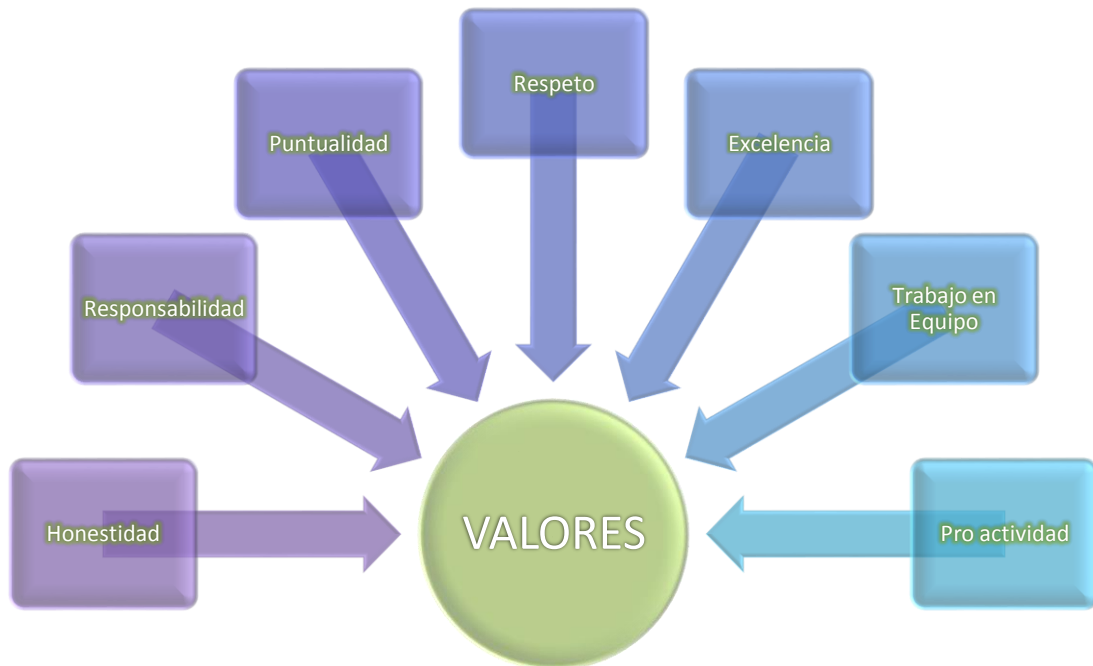 Respeto
Puntualidad
Excelencia
Responsabilidad
Trabajo en
Equipo
Honestidad
VALORES
Pro actividad